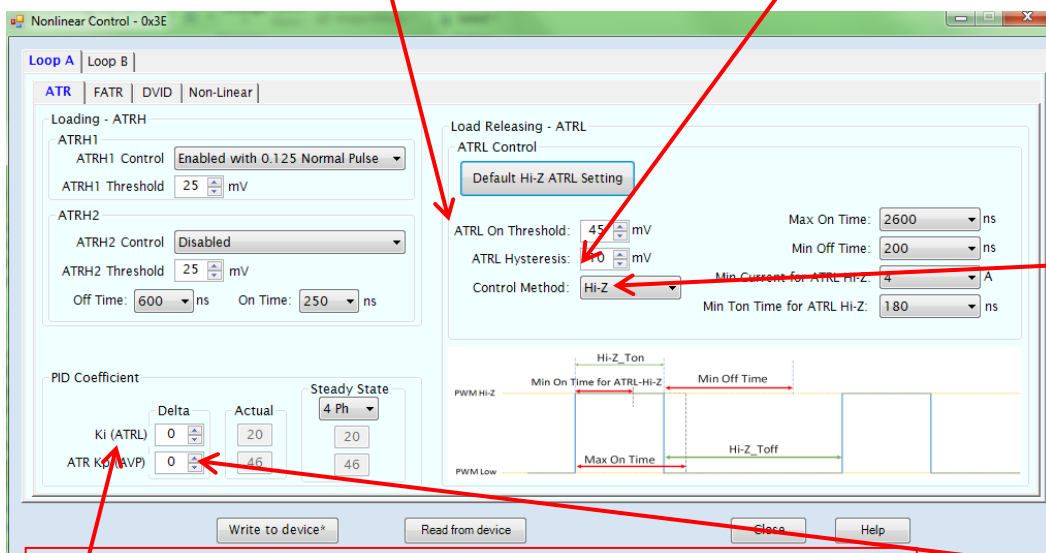 Nonlinear Control - 0x3E
Loop A Loop B
ATR FATR DVID Non-Linear
Loading - ATRH
ATRH1
ATRH1 Control Enabled with 0.125 Normal Pulse
ATRH1 Threshold 25 mV
ATRH2
ATRH2 Control Disabled
ATRH2 Threshold 25 mV
Off Time: 600 ns On Time: 250 ns
PID Coefficient
Steady State
Delta Actual 4 Ph
Ki (ATRL) 0 20 20
ATR Kp (AVP) 0 46 46
Load Releasing - ATRL
ATRL Control
Default Hi-Z ATRL Setting
ATRL On Threshold: 45 mV
ATRL Hysteresis: 10 mV
Control Method: Hi-Z
Max On Time: 2600 ns
Min Off Time: 200 ns
Min Current for ATRL Hi-Z: 4 A
Min Ton Time for ATRL Hi-Z: 180 ns
Hi-Z_Ton
Min On Time for ATRL-Hi-Z Min Off Time
PWM Hi-Z
Hi-Z_Toff
Max On Time
PWM Low
Write to device* Read from device Close Help